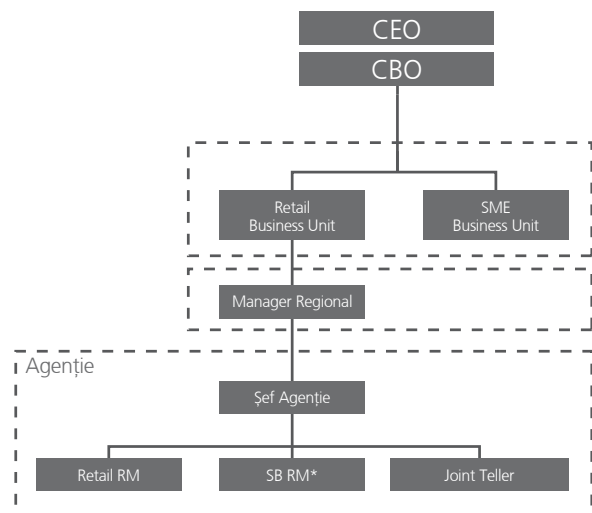 CEO
CBO
Retail
Business Unit
SME
Business Unit
Manager Regional
Agenție
Șef Agenție
Retail RM
SB RM*
Joint Teller